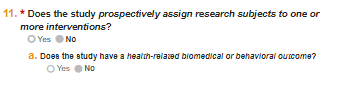 11. * Does the study prospectively assign research subjects to one or
more interventions?
Yes No
a. Does the study have a health-related biomedical or behavioral outcome?
Yes No